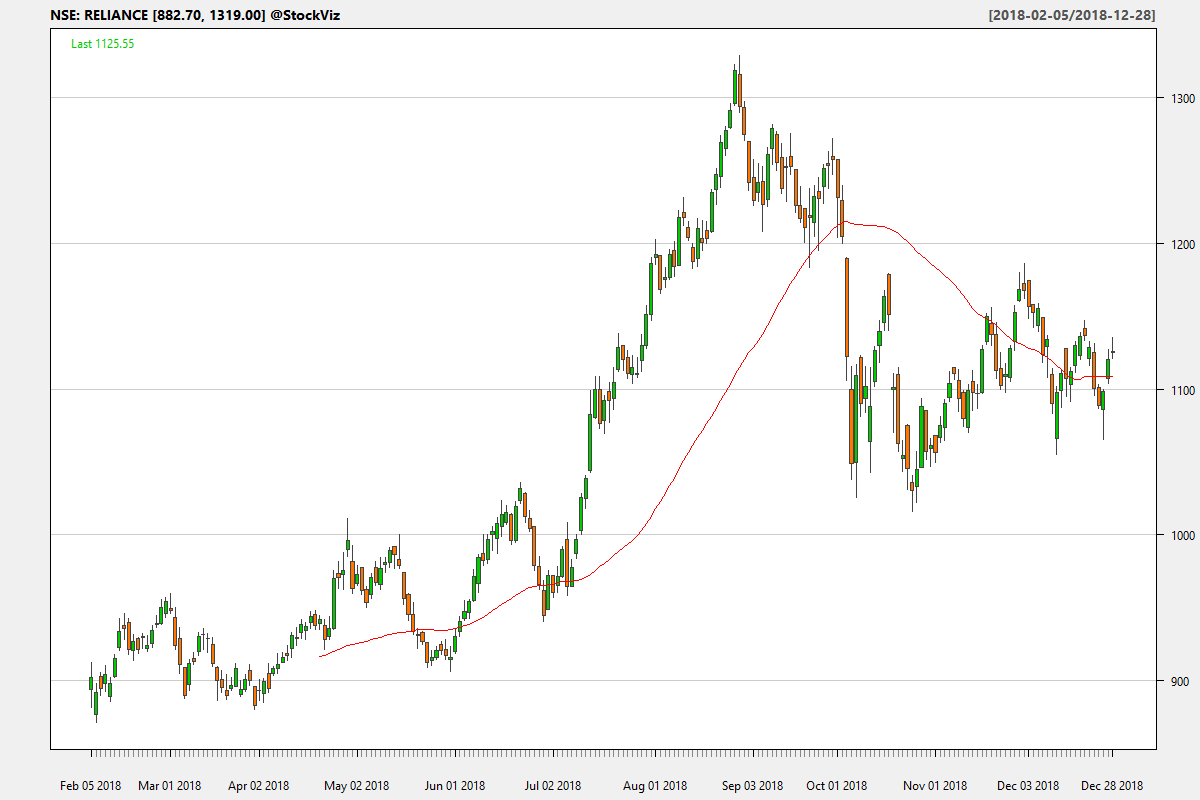 NSE: RELIANCE [882.70, 1319.00] @StockViz [2018-02-05/2018-12-28]
Last 1125.55
1300
1200
1100
1000
900
Feb 05 2018 Mar 01 2018 Apr 02 2018 May 02 2018 Jun 01 2018 Jul 02 2018 Aug 01 2018 Sep 03 2018 Oct 01 2018 Nov 01 2018 Dec 03 2018 Dec 28 2018